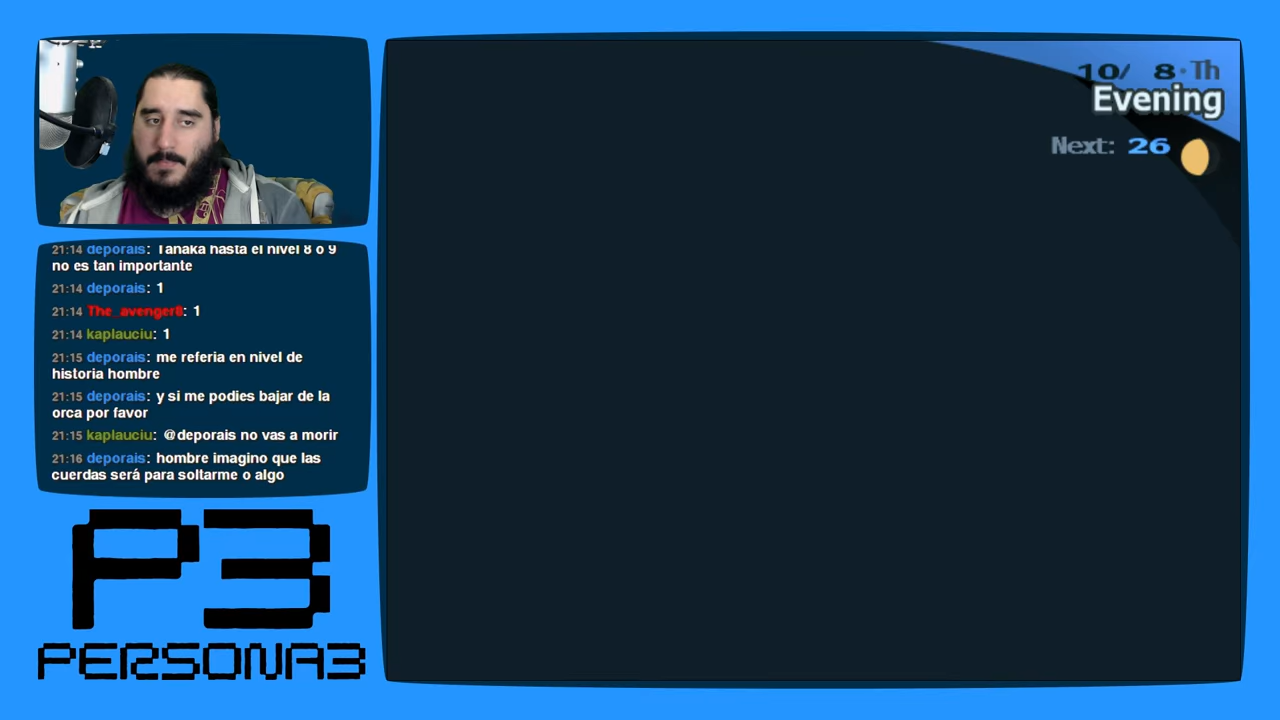 10/ 8·Th
Evening
Next: 26
21:14 deporais: Tanaka hasta el nivel 8 o 9
no es tan importante
21:14 deporais: 1
21:14 The_avenger8: 1
21:14 kaplauciu: 1
21:15 deporais: me referia en nivel de
historia hombre
21:15 deporais: y si me podies bajar de la
orca por favor
21:15 kaplauciu: @deporais no vas a morir
21:16 deporais: hombre imagino que las
cuerdas será para soltarme o algo
P3
PERSONA3